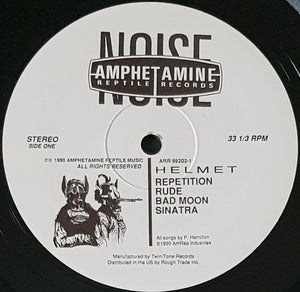 NOISE
AMPHETAMINE
REPTILE RECORDS
NOISE
STEREO
SIDE ONE
33 1/3 RPM
© 1990 AMPHETAMINE REPTILE MUSIC
ALL RIGHTS RESERVED
ARR 89202-1
HELMET
REPETITION
RUDE
BAD MOON
SINATRA
All songs by P. Hamilton
©1990 AmRep Industries
Manufactured by Twin/Tone Records
Distributed in the US by Rough Trade Inc.